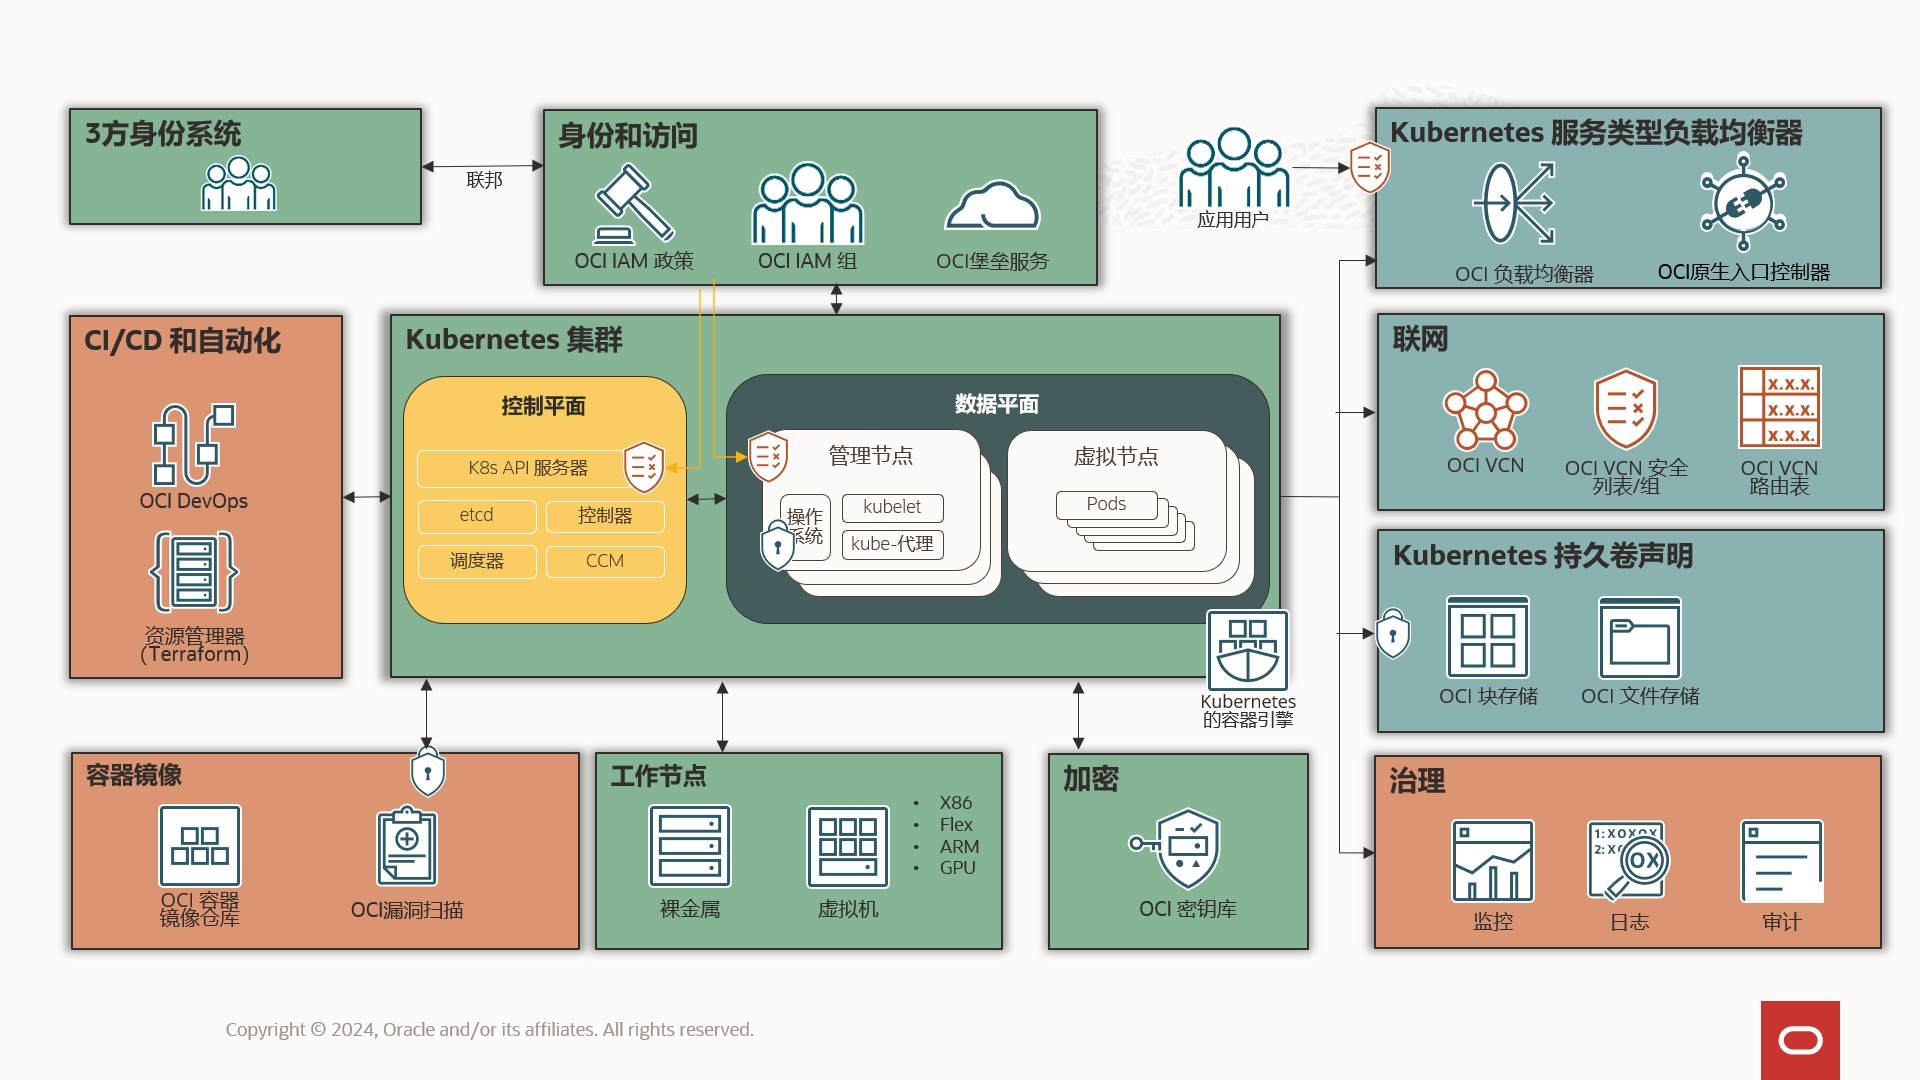 3方身份系统
联邦
身份和访问
OCI IAM 政策
OCI IAM 组
OCI堡垒服务
应用用户
Kubernetes 服务类型负载均衡器
OCI 负载均衡器
OCI原生入口控制器
CI/CD 和自动化
OCI DevOps
资源管理器
(Terraform)
Kubernetes 集群
控制平面
K8s API 服务器
etcd
控制器
调度器
CCM
数据平面
管理节点
操作
系统
kubelet
kube-代理
虚拟节点
Pods
Kubernetes
的容器引擎
联网
OCI VCN
OCI VCN 安全
列表/组
x.x.x.
x.x.x.
x.x.x.
OCI VCN
路由表
Kubernetes 持久卷声明
OCI 块存储
OCI 文件存储
容器镜像
OCI 容器
镜像仓库
OCI漏洞扫描
工作节点
裸金属
虚拟机
• X86
• Flex
• ARM
• GPU
加密
OCI 密钥库
治理
监控
1: XOXOX
2: X
OX
日志
审计
Copyright © 2024, Oracle and/or its affiliates. All rights reserved.